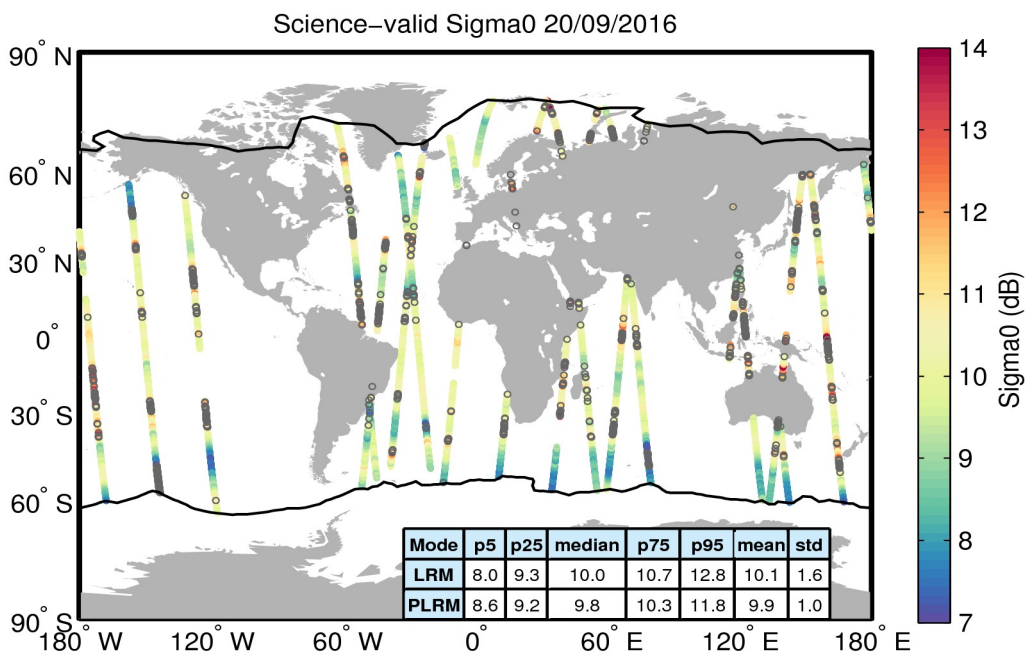 Science−valid Sigma0 20/09/2016
90° N
60° N
30° N
0°
30° S
60° S
90° S
180° W 120° W 60° W 0° 60° E 120° E 180° E
Mode p5 p25 median p75 p95 mean std
LRM 8.0 9.3 10.0 10.7 12.8 10.1 1.6
PLRM 8.6 9.2 9.8 10.3 11.8 9.9 1.0
14
13
12
11
10
9
8
7
Sigma0 (dB)